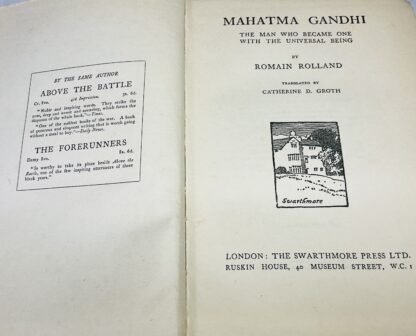 BY THE SAME AUTHOR
ABOVE THE BATTLE
4th Impression.
Cr. 8vo.
"Noble and inspiring words. They strike the
eloquent of the whole book."—Times.
"One of the noblest books of the war. A book
of generous and eloquent writing that is worth going
without a meal to buy."—Daily News.
THE FORERUNNERS
Demy 8vo.
"Is worthy to take its place beside Above the
Battle, one of the few inspiring utterances of these
bleak years."
MAHATMA GANDHI
THE MAN WHO BECAME ONE
WITH THE UNIVERSAL BEING
BY
ROMAIN ROLLAND
TRANSLATED BY
CATHERINE D. GROTH
Swarthmore
LONDON: THE SWARTHMORE PRESS LTD.
RUSKIN HOUSE, 40 MUSEUM STREET, W.C. 1